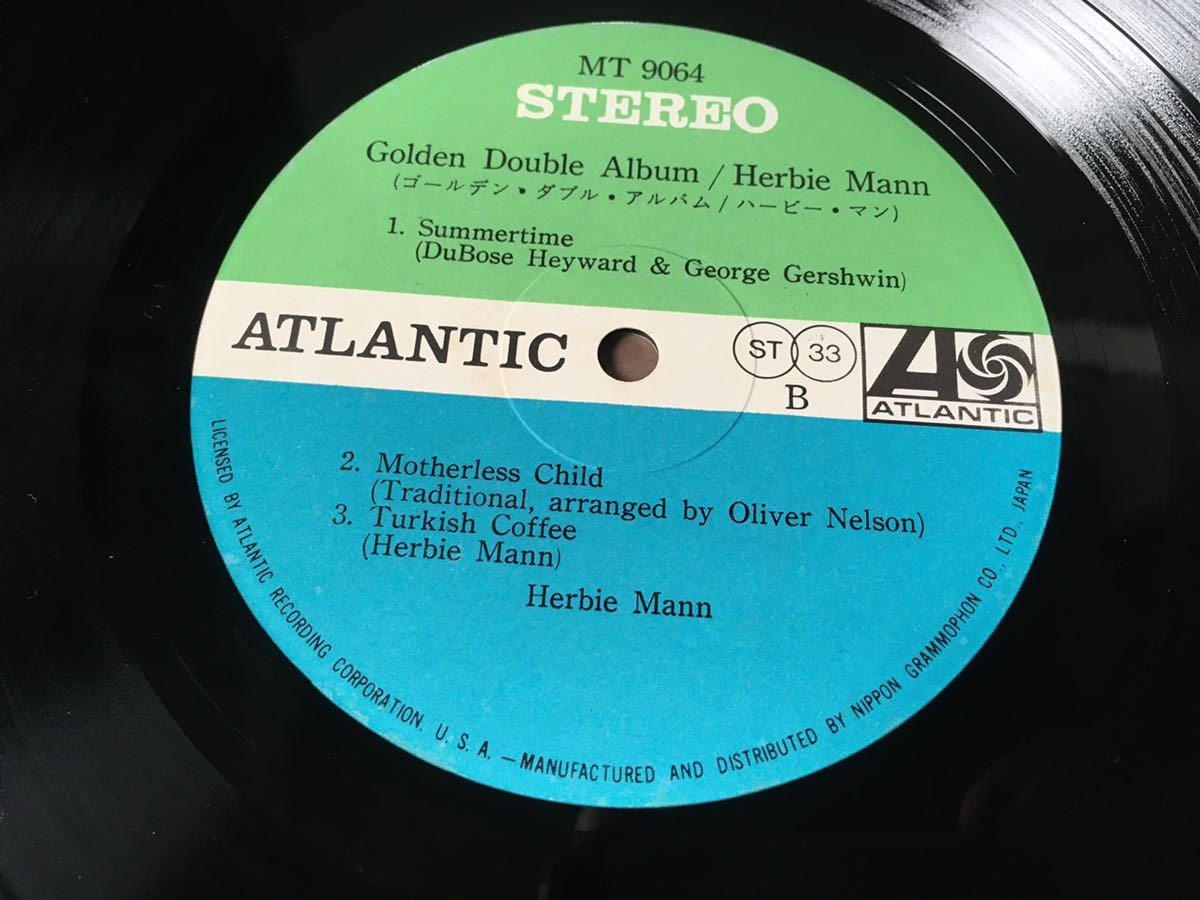 MT 9064
STEREO
Golden Double Album / Herbie Mann
(ゴールデン・ダブル・アルバム / ハービー・マン)
1. Summertime
(DuBose Heyward & George Gershwin)
ATLANTIC
ST 33
B
ATLANTIC
2. Motherless Child
(Traditional, arranged by Oliver Nelson)
3. Turkish Coffee
(Herbie Mann)
Herbie Mann
LICENSED BY ATLANTIC RECORDING CORPORATION. U. S. A. — MANUFACTURED AND DISTRIBUTED BY NIPPON GRAMMOPHON CO., LTD., JAPAN